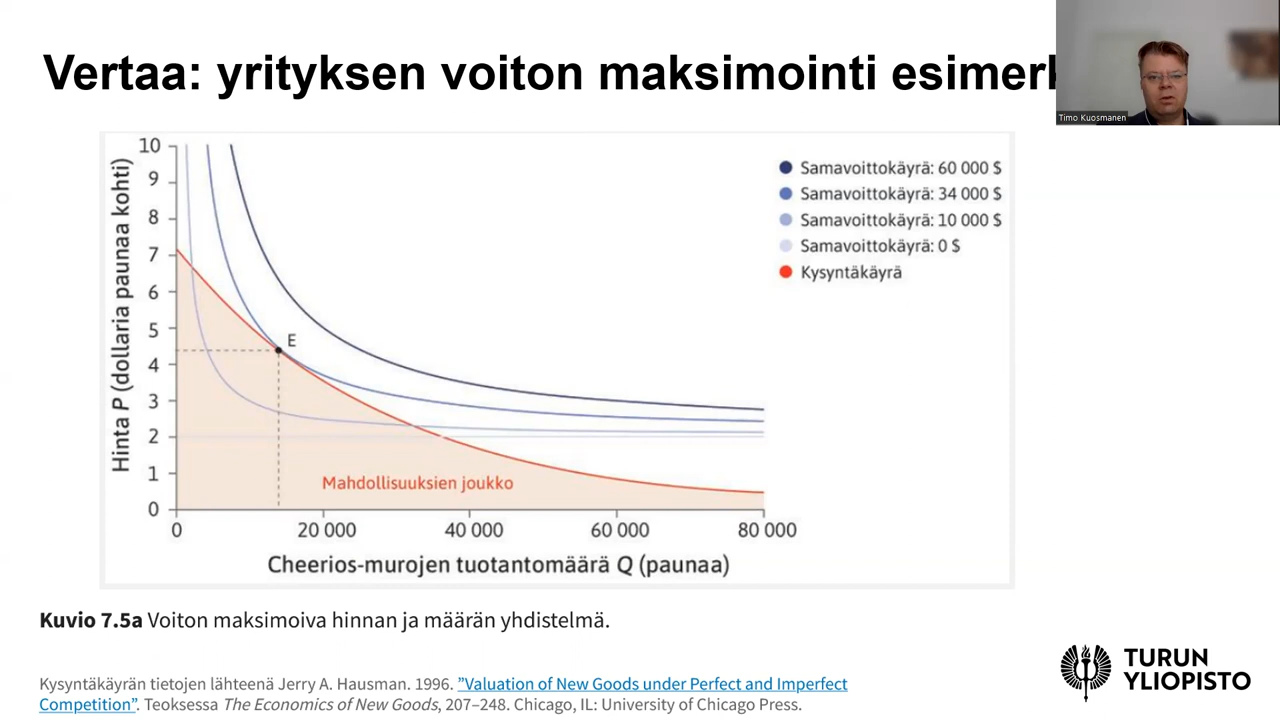 Vertaa: yrityksen voiton maksimointi
Timo Kuosmanen
10
9
8
7
6
5
4
3
2
1
0
Hinta P (dollaria paunaa kohti)
Samavoittokäyrä: 60 000 $
Samavoittokäyrä: 34 000 $
Samavoittokäyrä: 10 000 $
Samavoittokäyrä: 0 $
Kysyntäkäyrä
E
Mahdollisuuksien joukko
0 20 000 40 000 60 000 80 000
Cheerios-murojen tuotantomäärä Q (paunaa)
Kuvio 7.5a Voiton maksimoiva hinnan ja määrän yhdistelmä.
Kysyntäkäyrän tietojen lähteenä Jerry A. Hausman. 1996. ”Valuation of New Goods under Perfect and Imperfect
Competition”. Teoksessa The Economics of New Goods, 207–248. Chicago, IL: University of Chicago Press.
TURUN
YLIOPISTO